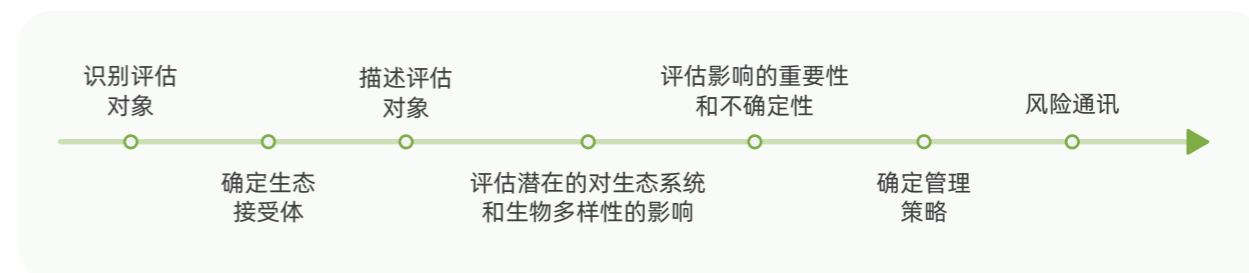 识别评估
对象
确定生态
接受体
描述评估
对象
评估潜在的对生态系统
和生物多样性的影响
评估影响的重要性
和不确定性
确定管理
策略
风险通讯